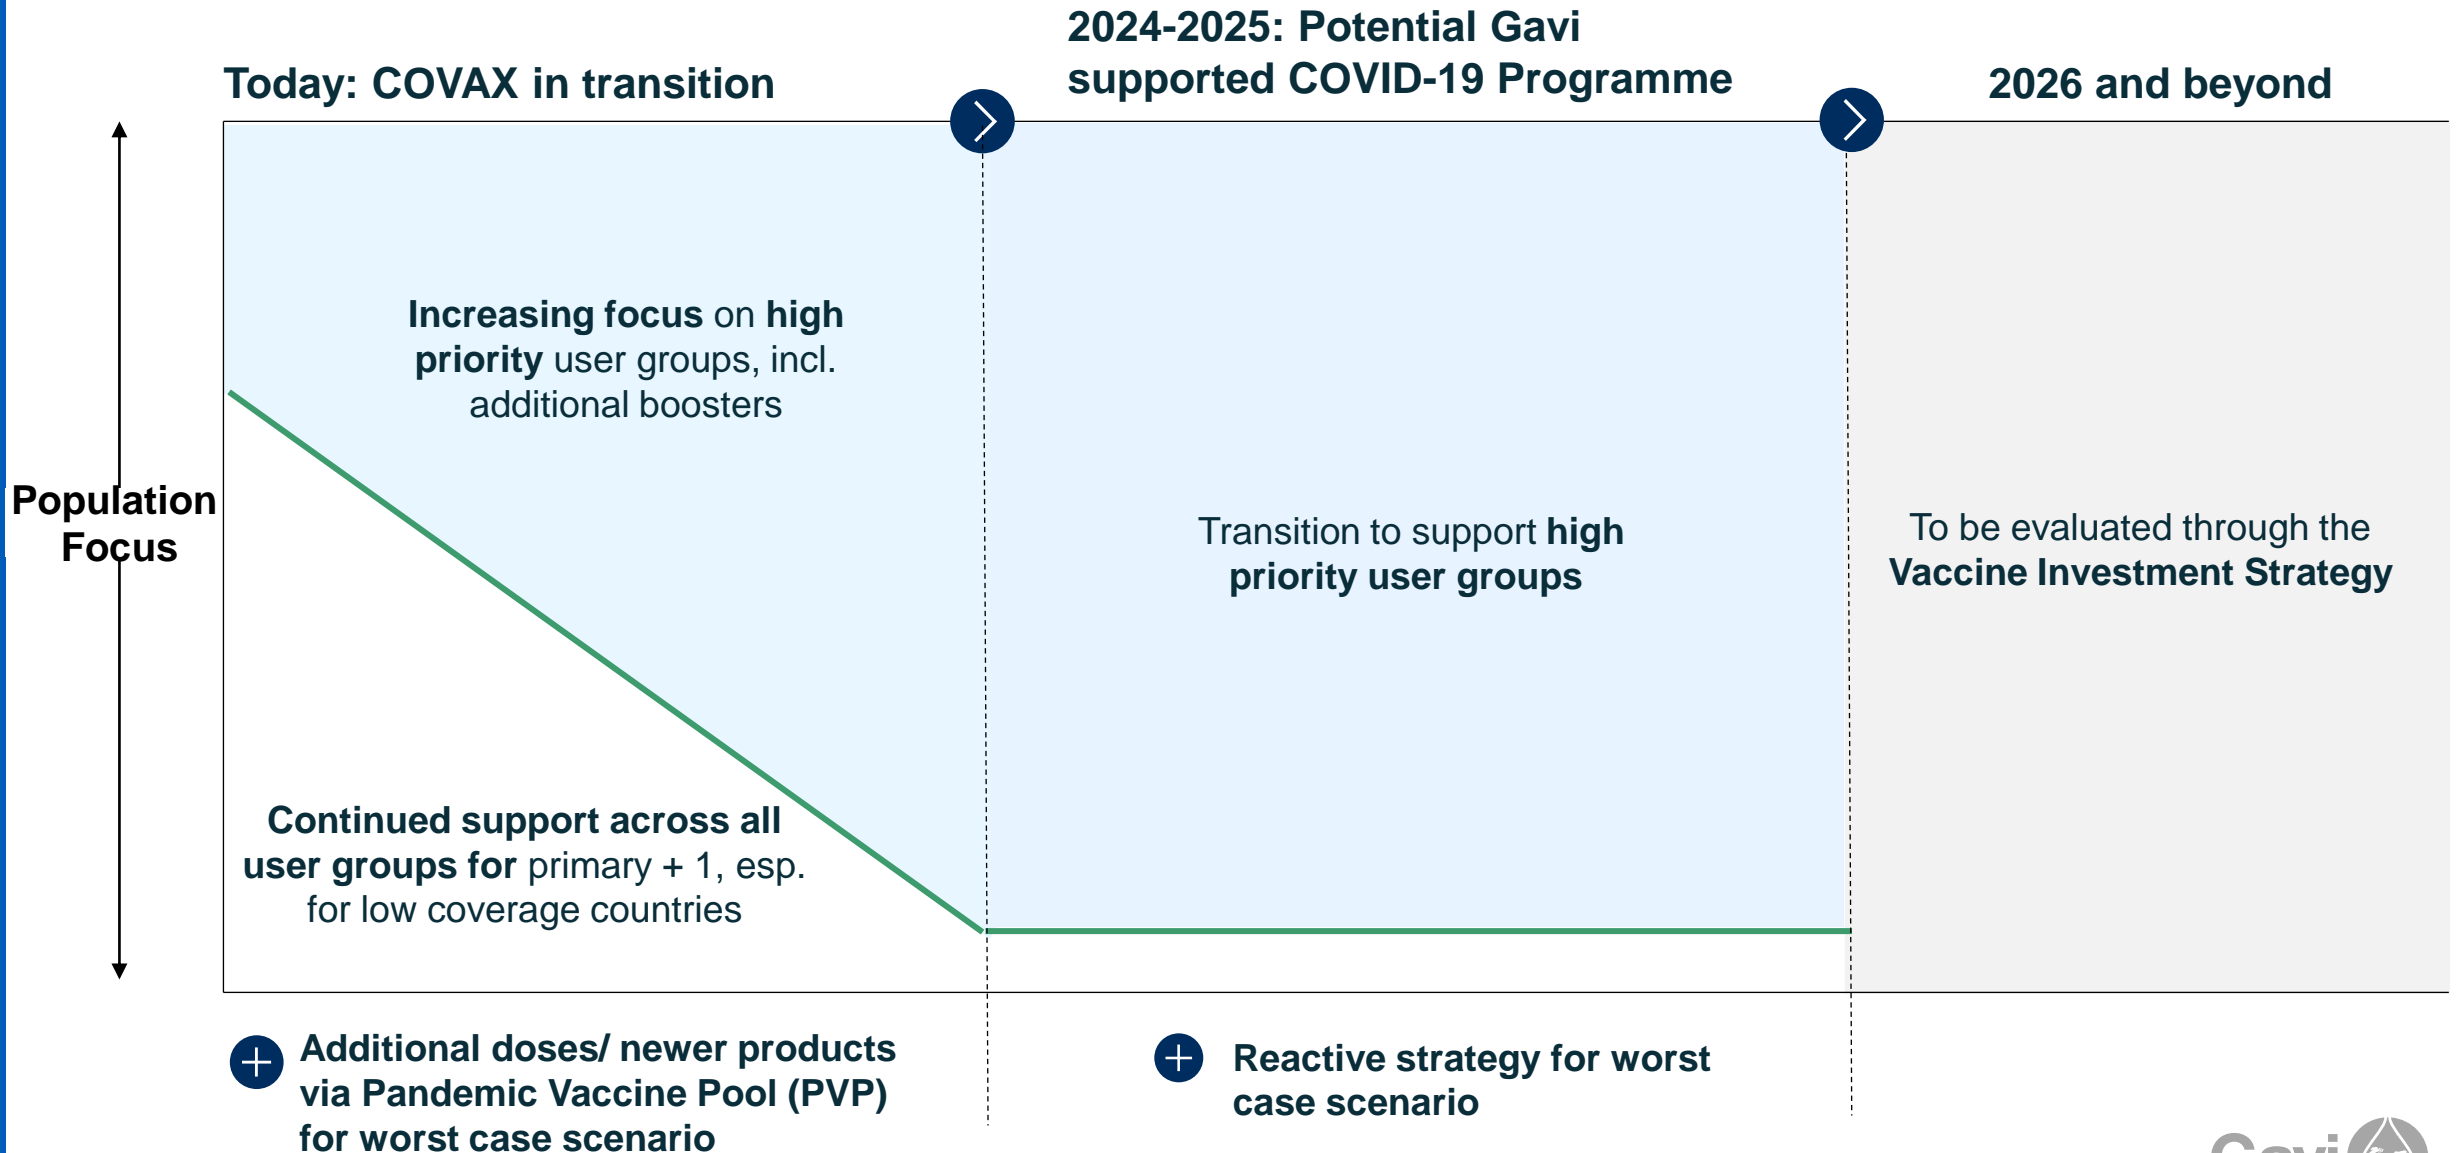 2024-2025: Potential Gavi
supported COVID-19 Programme
Today: COVAX in transition
2026 and beyond
Population
Focus
Increasing focus on high
priority user groups, incl.
additional boosters
Transition to support high
priority user groups
To be evaluated through the
Vaccine Investment Strategy
Continued support across all
user groups for primary + 1, esp.
for low coverage countries
Additional doses/ newer products
via Pandemic Vaccine Pool (PVP)
for worst case scenario
Reactive strategy for worst
case scenario
Gavi